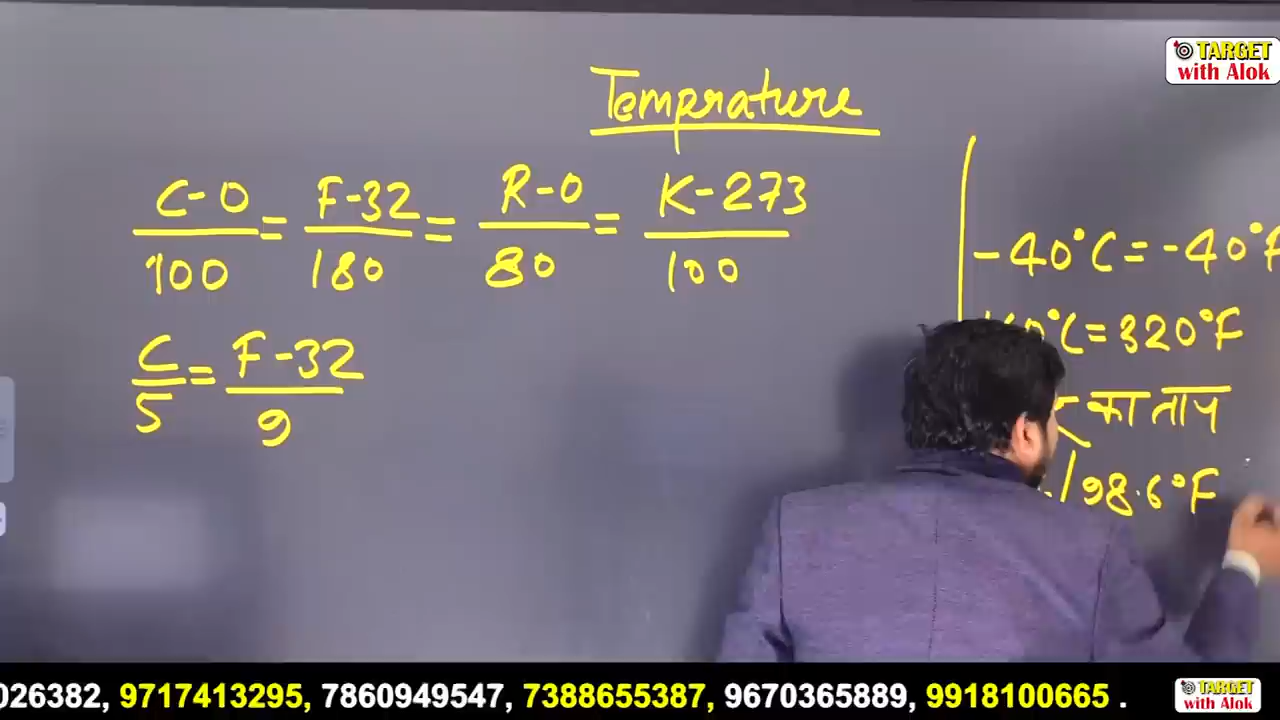 TARGET
with Alok
Temprature
C-0/100 = F-32/180 = R-0/80 = K-273/100
C/5 = F-32/9
-40°C = -40°F
°C = 320°F
का ताप
/98.6°F
026382, 9717413295, 7860949547, 7388655387, 9670365889, 9918100665 .
TARGET
with Alok